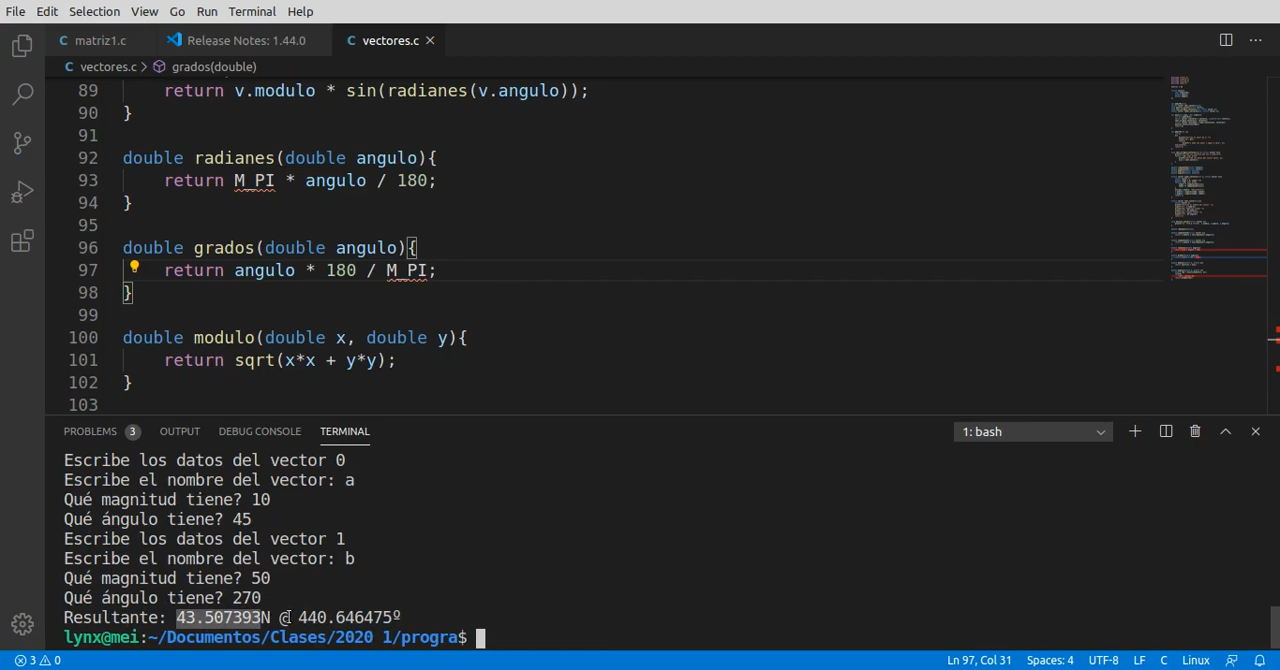 File Edit Selection View Go Run Terminal Help
matriz1.c Release Notes: 1.44.0 vectores.c
vectores.c > grados(double)
89 return v.modulo * sin(radianes(v.angulo));
90 }
91
92 double radianes(double angulo){
93 return M_PI * angulo / 180;
94 }
95
96 double grados(double angulo){
97 return angulo * 180 / M_PI;
98 }
99
100 double modulo(double x, double y){
101 return sqrt(x*x + y*y);
102 }
103
PROBLEMS 3 OUTPUT DEBUG CONSOLE TERMINAL 1: bash
Escribe los datos del vector 0
Escribe el nombre del vector: a
Qué magnitud tiene? 10
Qué ángulo tiene? 45
Escribe los datos del vector 1
Escribe el nombre del vector: b
Qué magnitud tiene? 50
Qué ángulo tiene? 270
Resultante: 43.507393N @ 440.646475º
lynx@mei:~/Documentos/Clases/2020 1/progra$
3 0 Ln 97, Col 31 Spaces: 4 UTF-8 LF C Linux